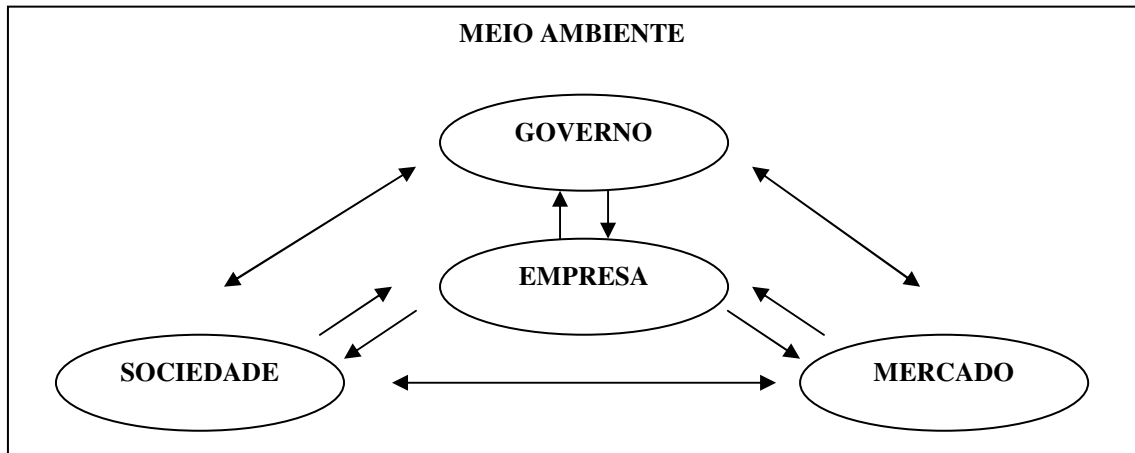 MEIO AMBIENTE
GOVERNO
EMPRESA
SOCIEDADE
MERCADO